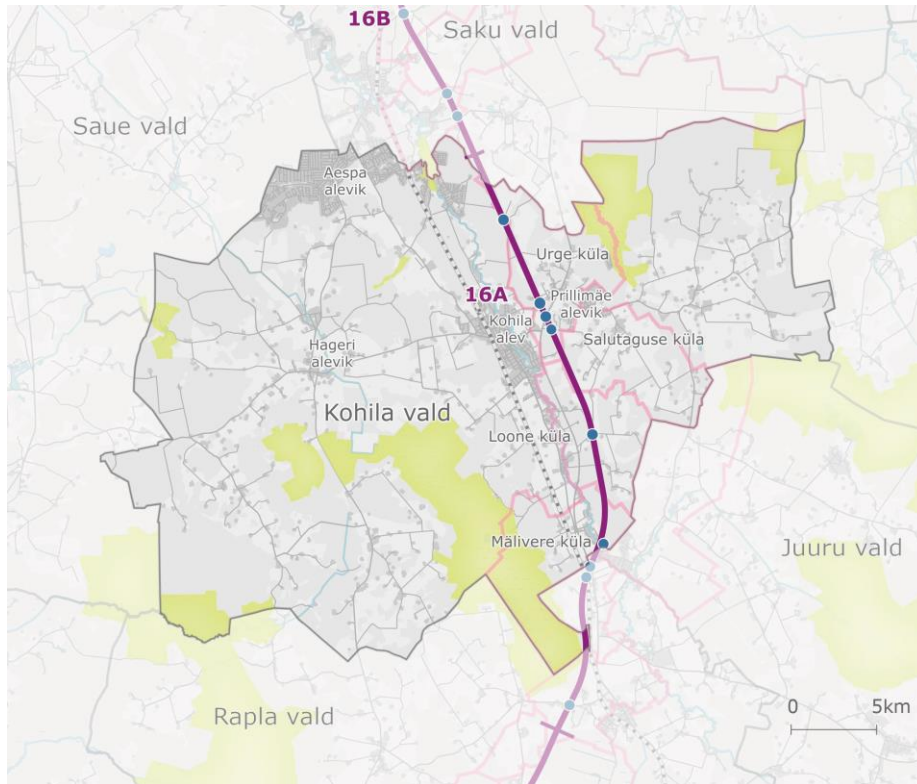 16B
Saku vald
Saue vald
Aespa
alevik
Urge küla
16A
Prillimäe
alevik
Kohila
alev
Salutaguse küla
Hageri
alevik
Kohila vald
Loone küla
Mälivere küla
Juuru vald
Rapla vald
0 5km